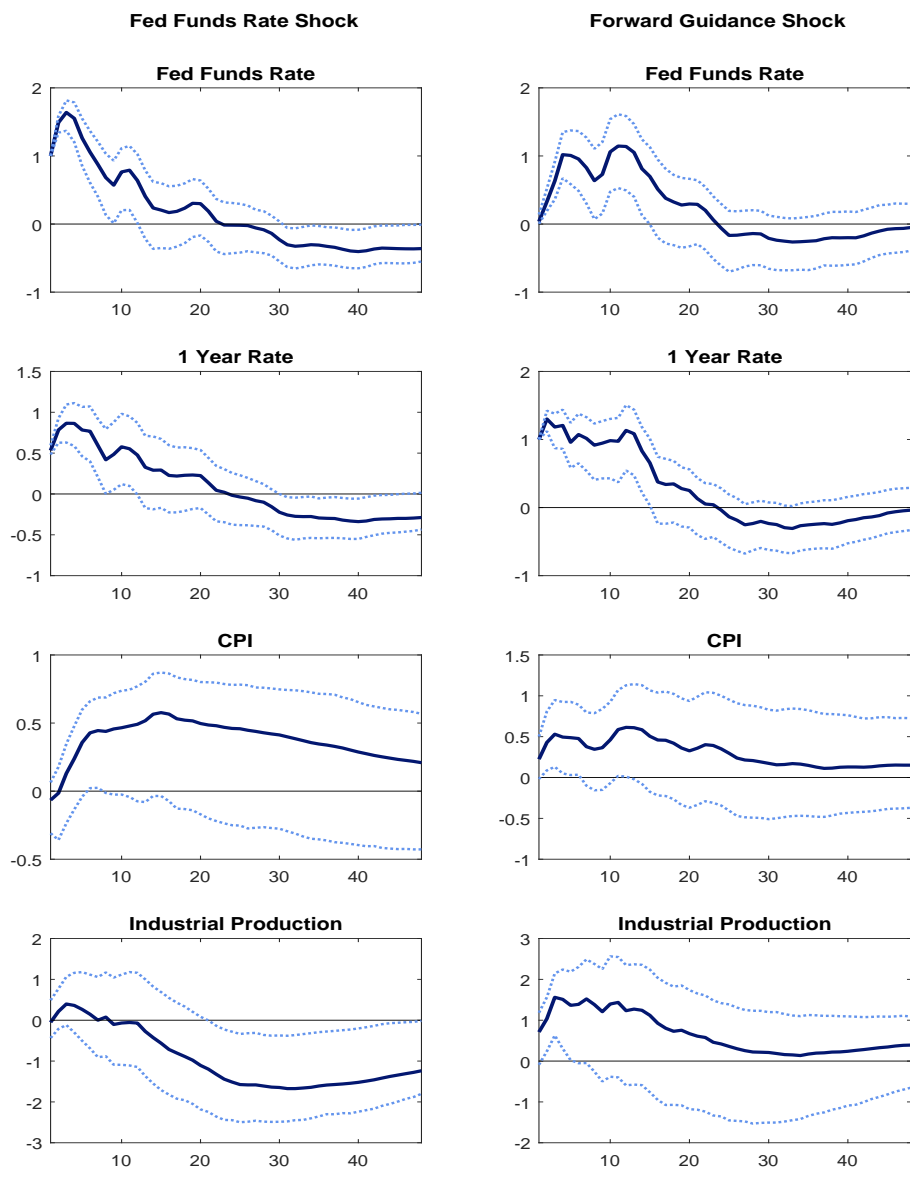 Fed Funds Rate Shock
Forward Guidance Shock
Fed Funds Rate
2
1
0
-1
10 20 30 40
Fed Funds Rate
2
1
0
-1
10 20 30 40
1 Year Rate
1.5
1
0.5
0
-0.5
-1
10 20 30 40
1 Year Rate
2
1
0
-1
10 20 30 40
CPI
1
0.5
0
-0.5
10 20 30 40
CPI
1.5
1
0.5
0
-0.5
-1
10 20 30 40
Industrial Production
2
1
0
-1
-2
-3
10 20 30 40
Industrial Production
3
2
1
0
-1
-2
10 20 30 40